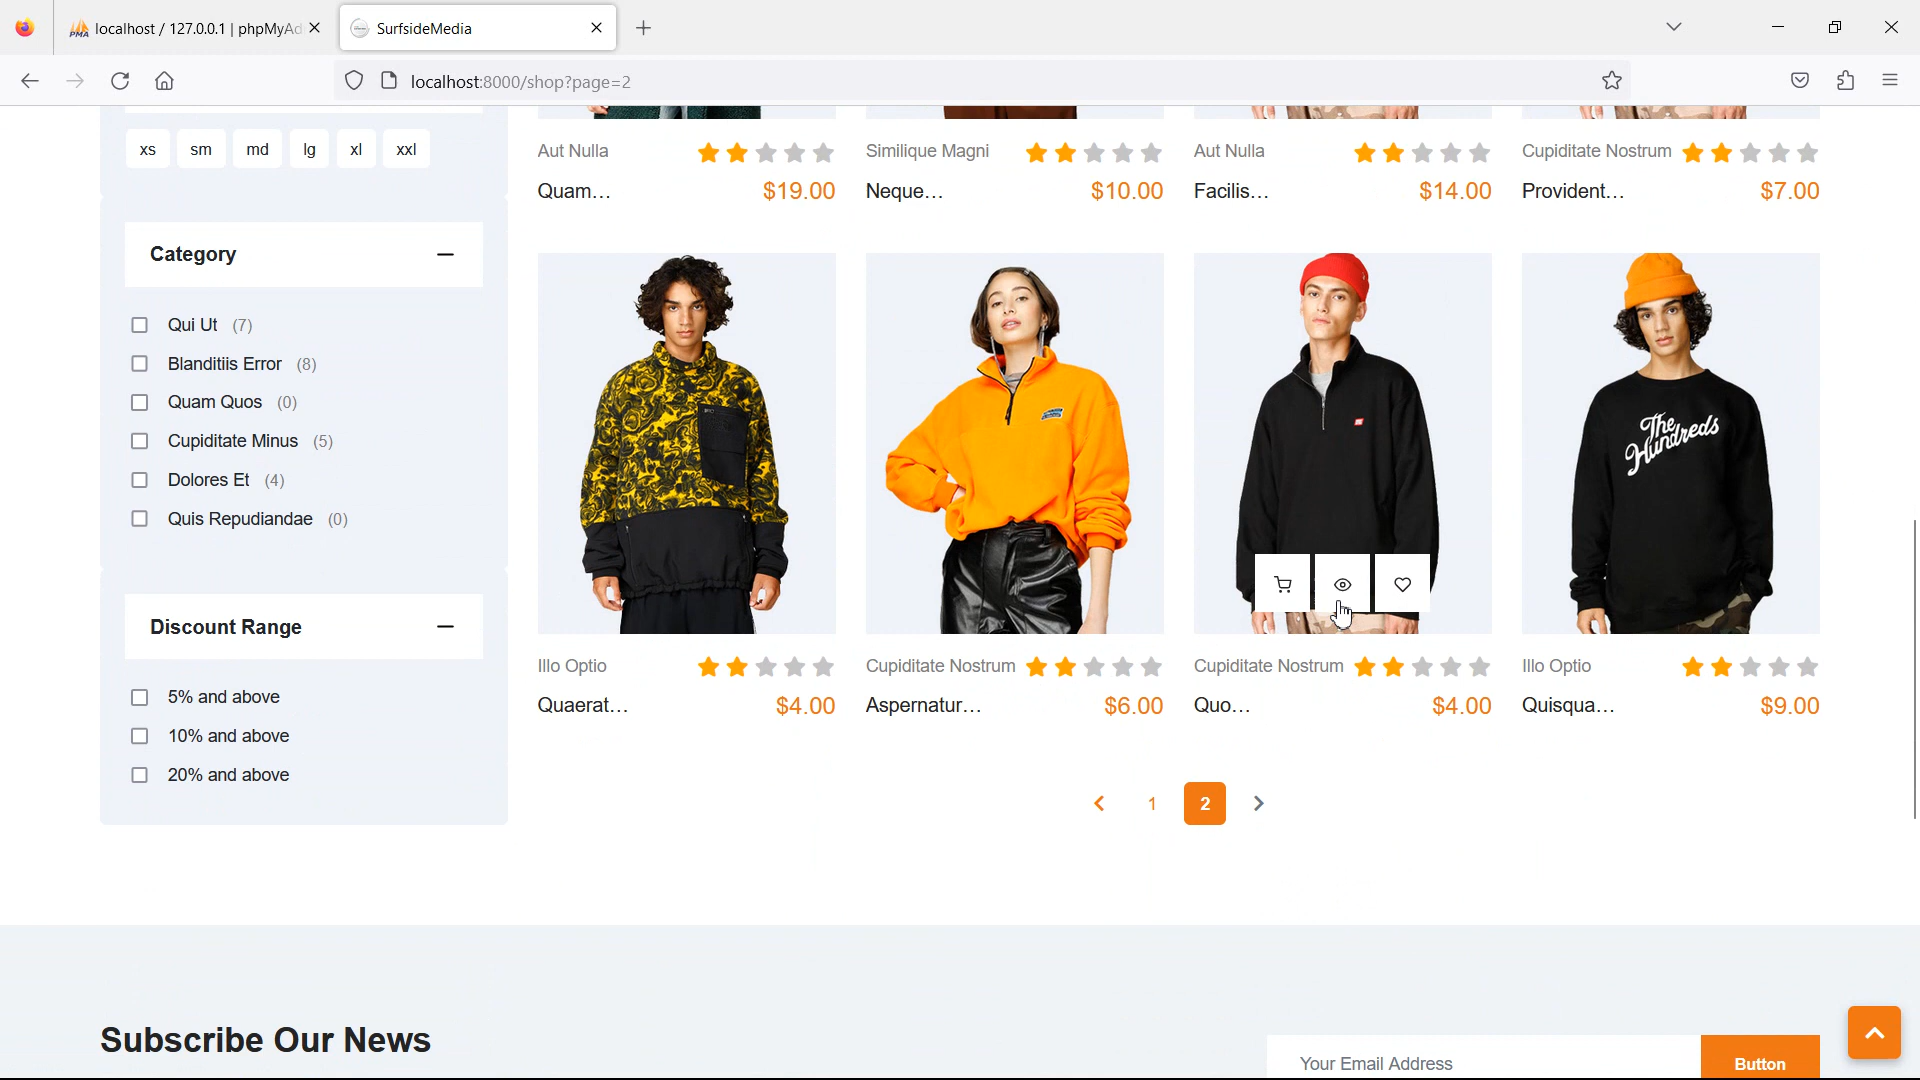 localhost / 127.0.0.1 | phpMyAd
SurfsideMedia
localhost:8000/shop?page=2
xs sm md lg xl xxl
Aut Nulla
Quam... $19.00
Similique Magni
Neque... $10.00
Aut Nulla
Facilis... $14.00
Cupiditate Nostrum
Provident... $7.00
Category
Qui Ut (7)
Blanditiis Error (8)
Quam Quos (0)
Cupiditate Minus (5)
Dolores Et (4)
Quis Repudiandae (0)
Discount Range
5% and above
10% and above
20% and above
The
Hundreds
Illo Optio
Quaerat... $4.00
Cupiditate Nostrum
Aspernatur... $6.00
Cupiditate Nostrum
Quo... $4.00
Illo Optio
Quisqua... $9.00
1 2
Subscribe Our News
Your Email Address
Button